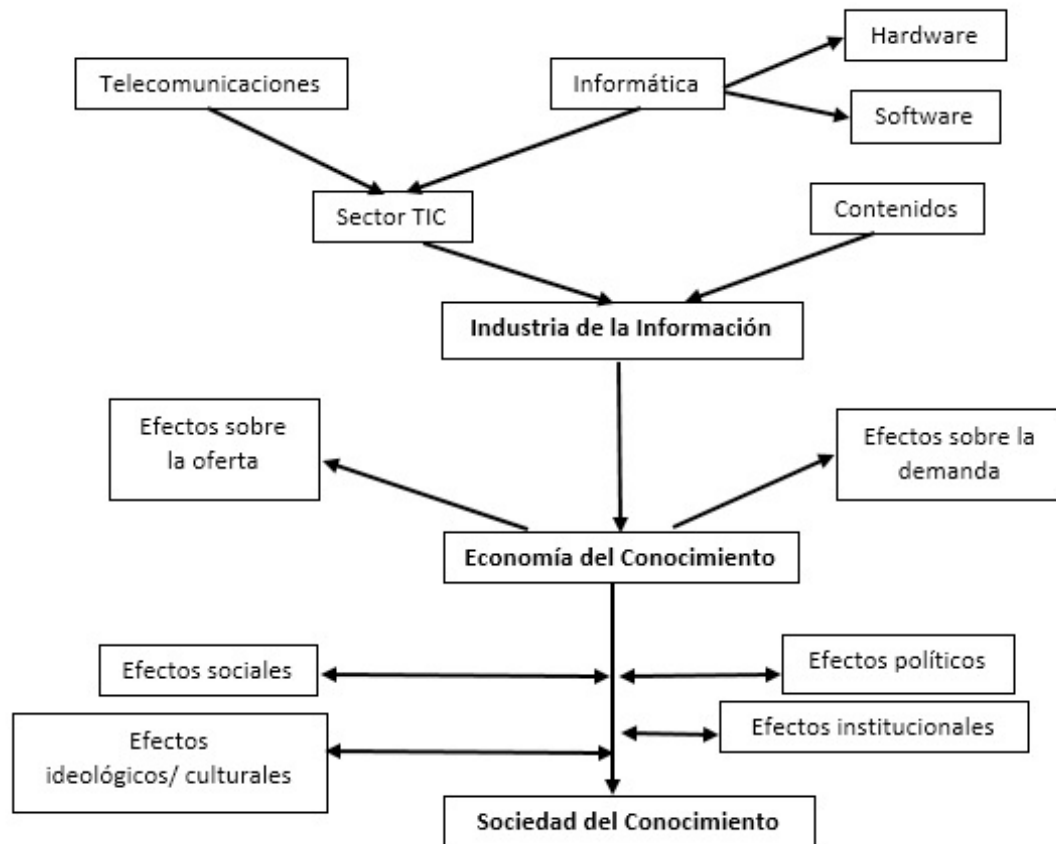 Hardware
Telecomunicaciones
Informática
Software
Sector TIC
Contenidos
Industria de la Información
Efectos sobre
la oferta
Efectos sobre la
demanda
Economía del Conocimiento
Efectos sociales
Efectos políticos
Efectos
ideológicos/ culturales
Efectos institucionales
Sociedad del Conocimiento